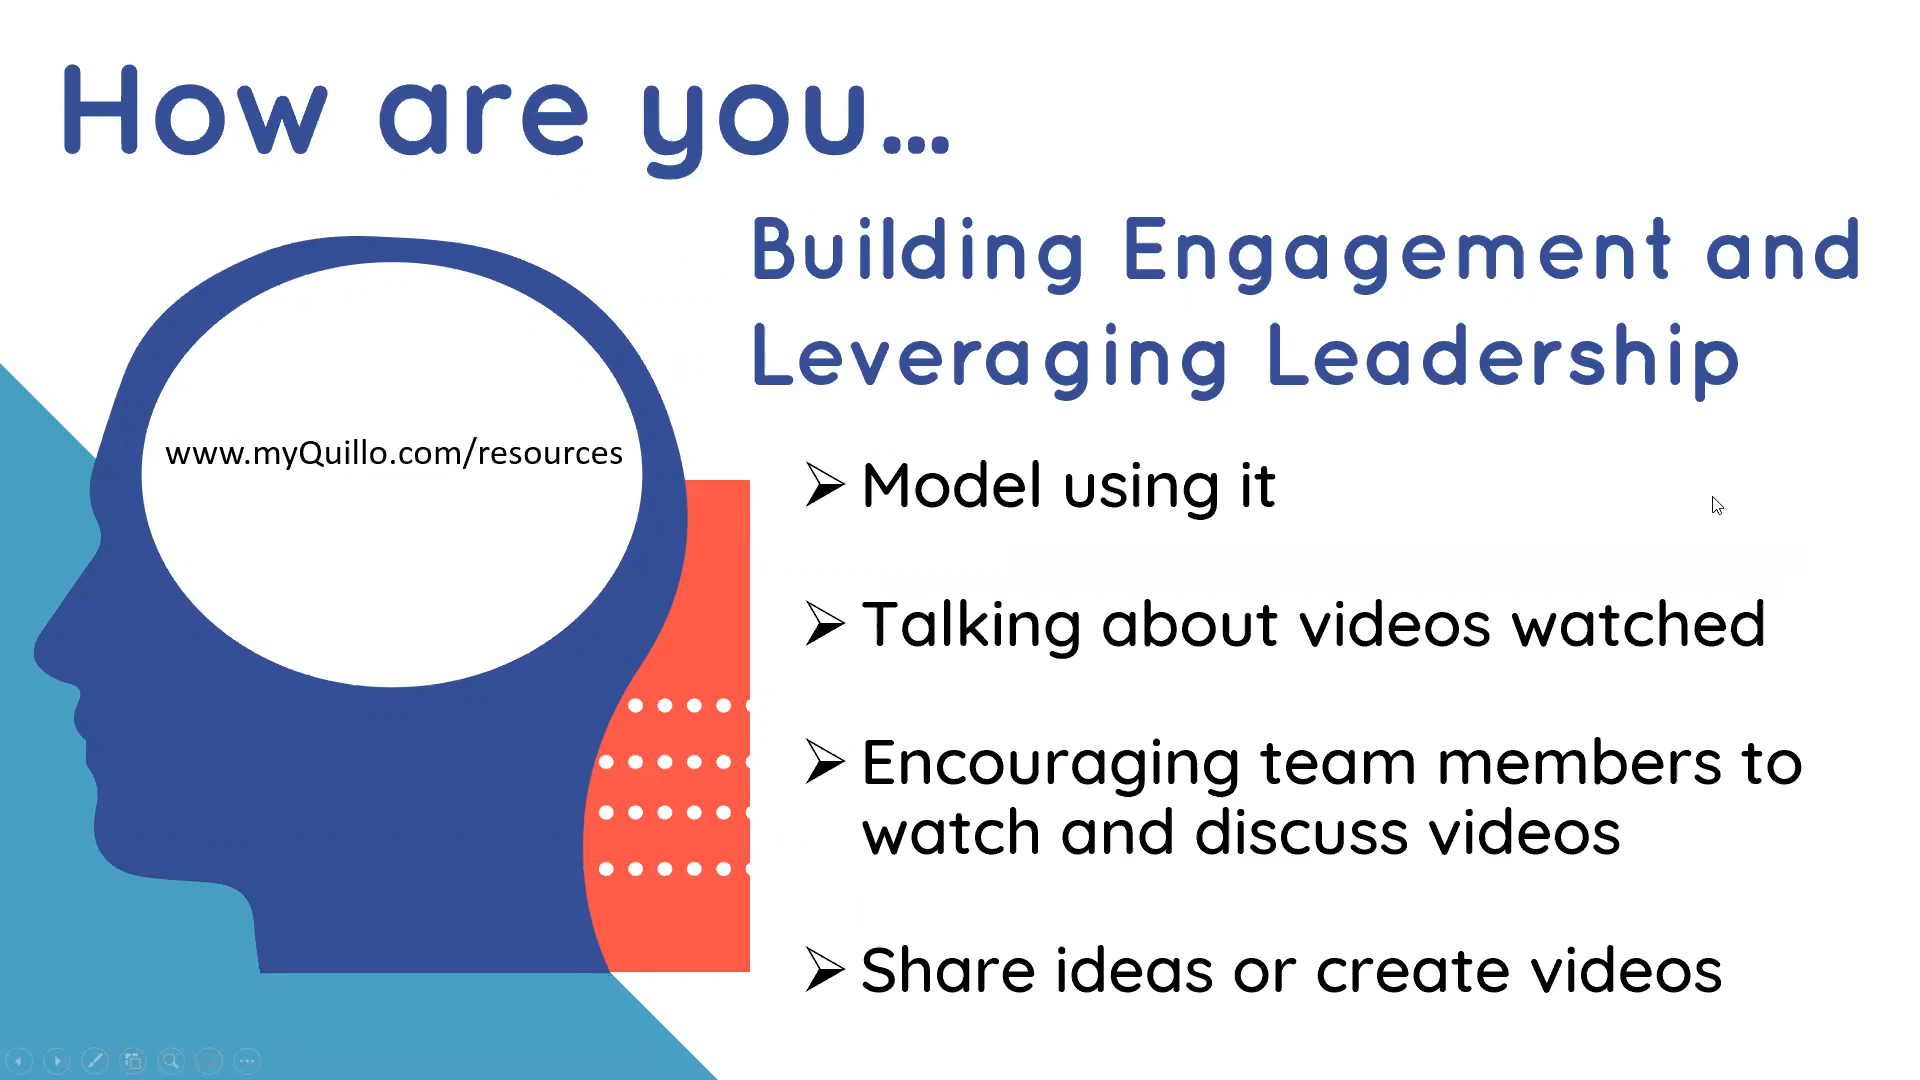 How are you...
Building Engagement and
Leveraging Leadership
www.myQuillo.com/resources
➢ Model using it
➢ Talking about videos watched
➢ Encouraging team members to
watch and discuss videos
➢ Share ideas or create videos